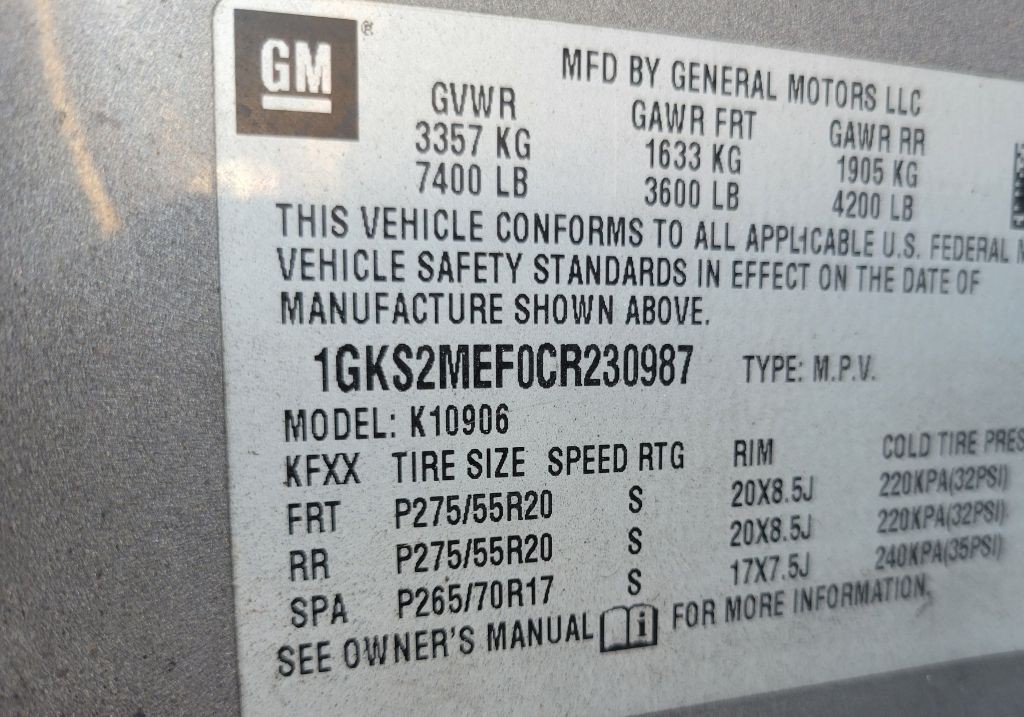 GM ®
MFD BY GENERAL MOTORS LLC
GVWR GAWR FRT GAWR RR
3357 KG 1633 KG 1905 KG
7400 LB 3600 LB 4200 LB
THIS VEHICLE CONFORMS TO ALL APPLICABLE U.S. FEDERAL
VEHICLE SAFETY STANDARDS IN EFFECT ON THE DATE OF
MANUFACTURE SHOWN ABOVE.
1GKS2MEF0CR230987 TYPE: M.P.V.
MODEL: K10906
KFXX TIRE SIZE SPEED RTG RIM COLD TIRE PRES
FRT P275/55R20 S 20X8.5J 220KPA(32PSI)
RR P275/55R20 S 20X8.5J 220KPA(32PSI)
SPA P265/70R17 S 17X7.5J 240KPA(35PSI)
SEE OWNER'S MANUAL i FOR MORE INFORMATION.